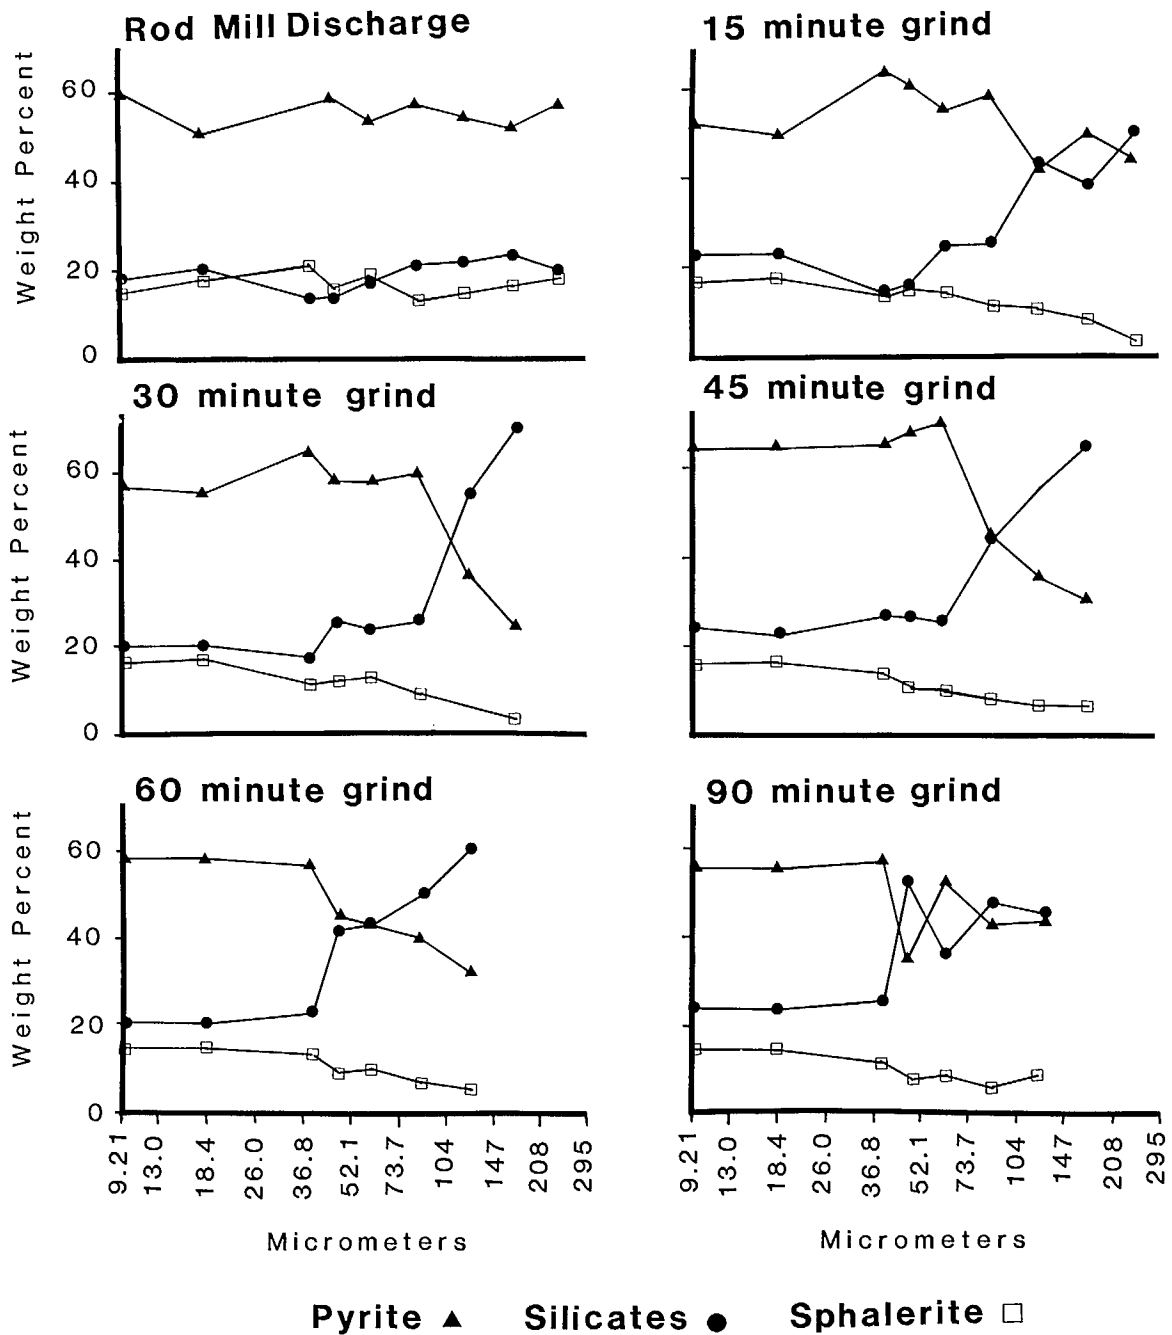 Rod Mill Discharge
15 minute grind
Weight Percent
60
40
20
0
30 minute grind
45 minute grind
Weight Percent
60
40
20
0
60 minute grind
90 minute grind
Weight Percent
60
40
20
0
9.21 13.0 18.4 26.0 36.8 52.1 73.7 104 147 208 295
9.21 13.0 18.4 26.0 36.8 52.1 73.7 104 147 208 295
Micrometers
Micrometers
Pyrite Silicates Sphalerite